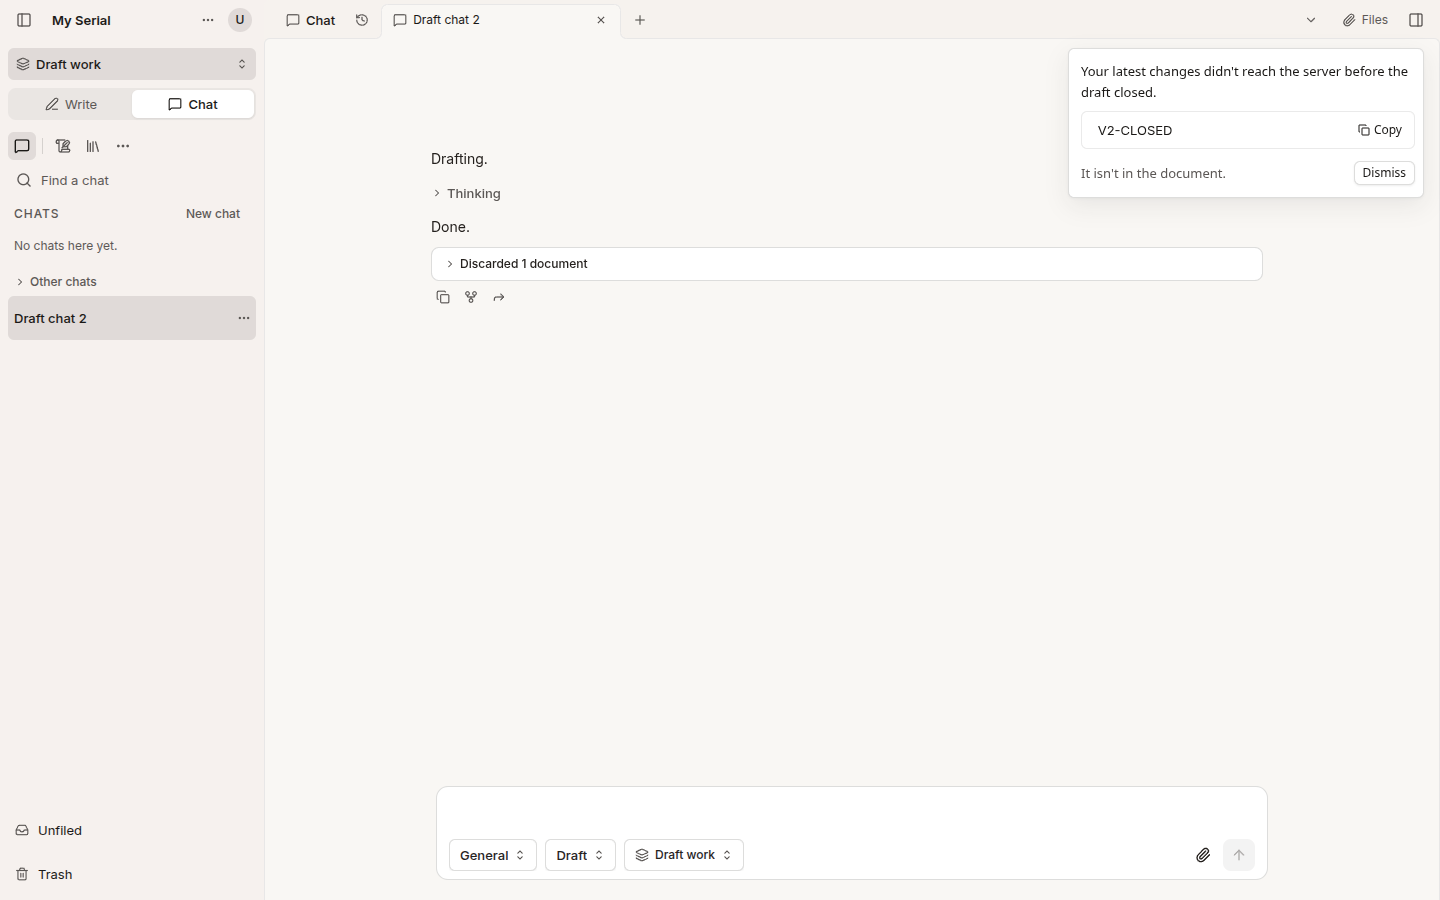 My Serial
U
Draft work
Write
Chat
Find a chat
CHATS
New chat
No chats here yet.
Other chats
Draft chat 2
Unfiled
Trash
Chat
Draft chat 2
Files
Drafting.
Thinking
Done.
Discarded 1 document
Your latest changes didn't reach the server before the
draft closed.
V2-CLOSED
Copy
It isn't in the document.
Dismiss
General
Draft
Draft work